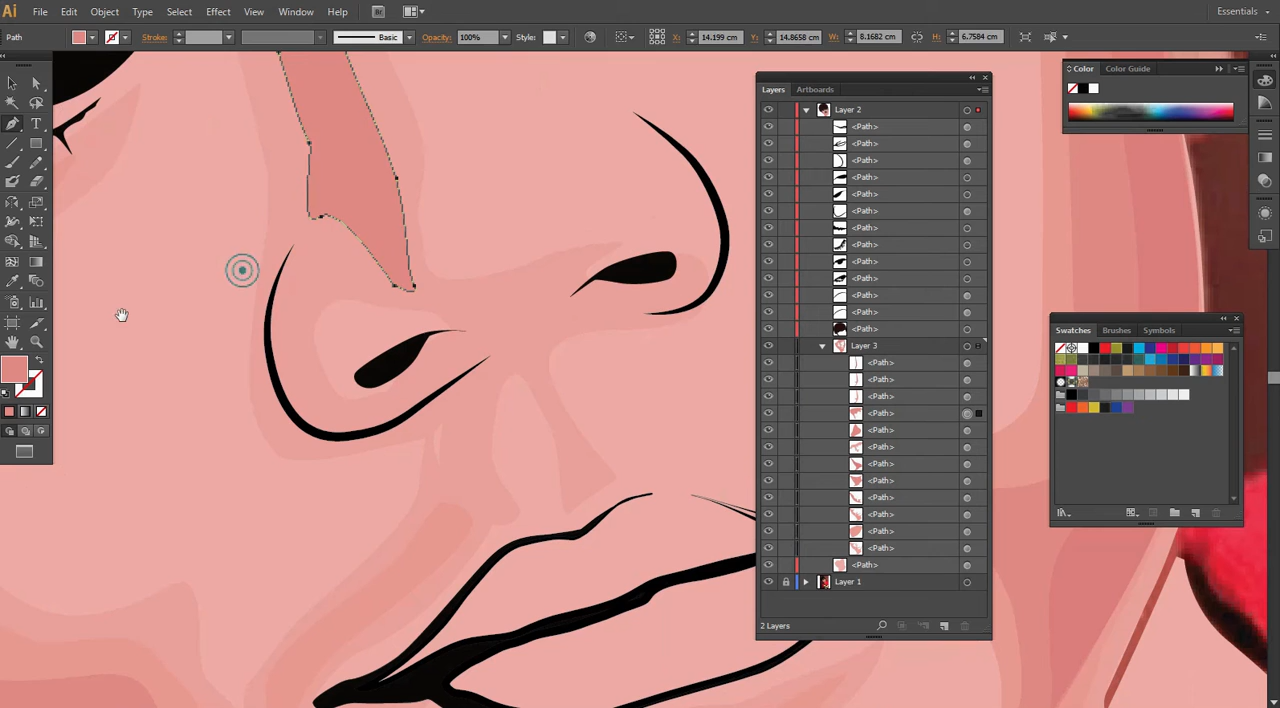 Ai File Edit Object Type Select Effect View Window Help Br Essentials
Path Stroke: Basic Opacity: 100% Style: X: 14.199 cm Y: 14.8658 cm W: 8.1682 cm H: 6.7584 cm
Color Color Guide
Layers Artboards
Layer 2
<Path>
<Path>
<Path>
<Path>
<Path>
<Path>
<Path>
<Path>
<Path>
<Path>
<Path>
<Path>
<Path>
Layer 3
<Path>
<Path>
<Path>
<Path>
<Path>
<Path>
<Path>
<Path>
<Path>
<Path>
<Path>
<Path>
<Path>
Layer 1
2 Layers
Swatches Brushes Symbols